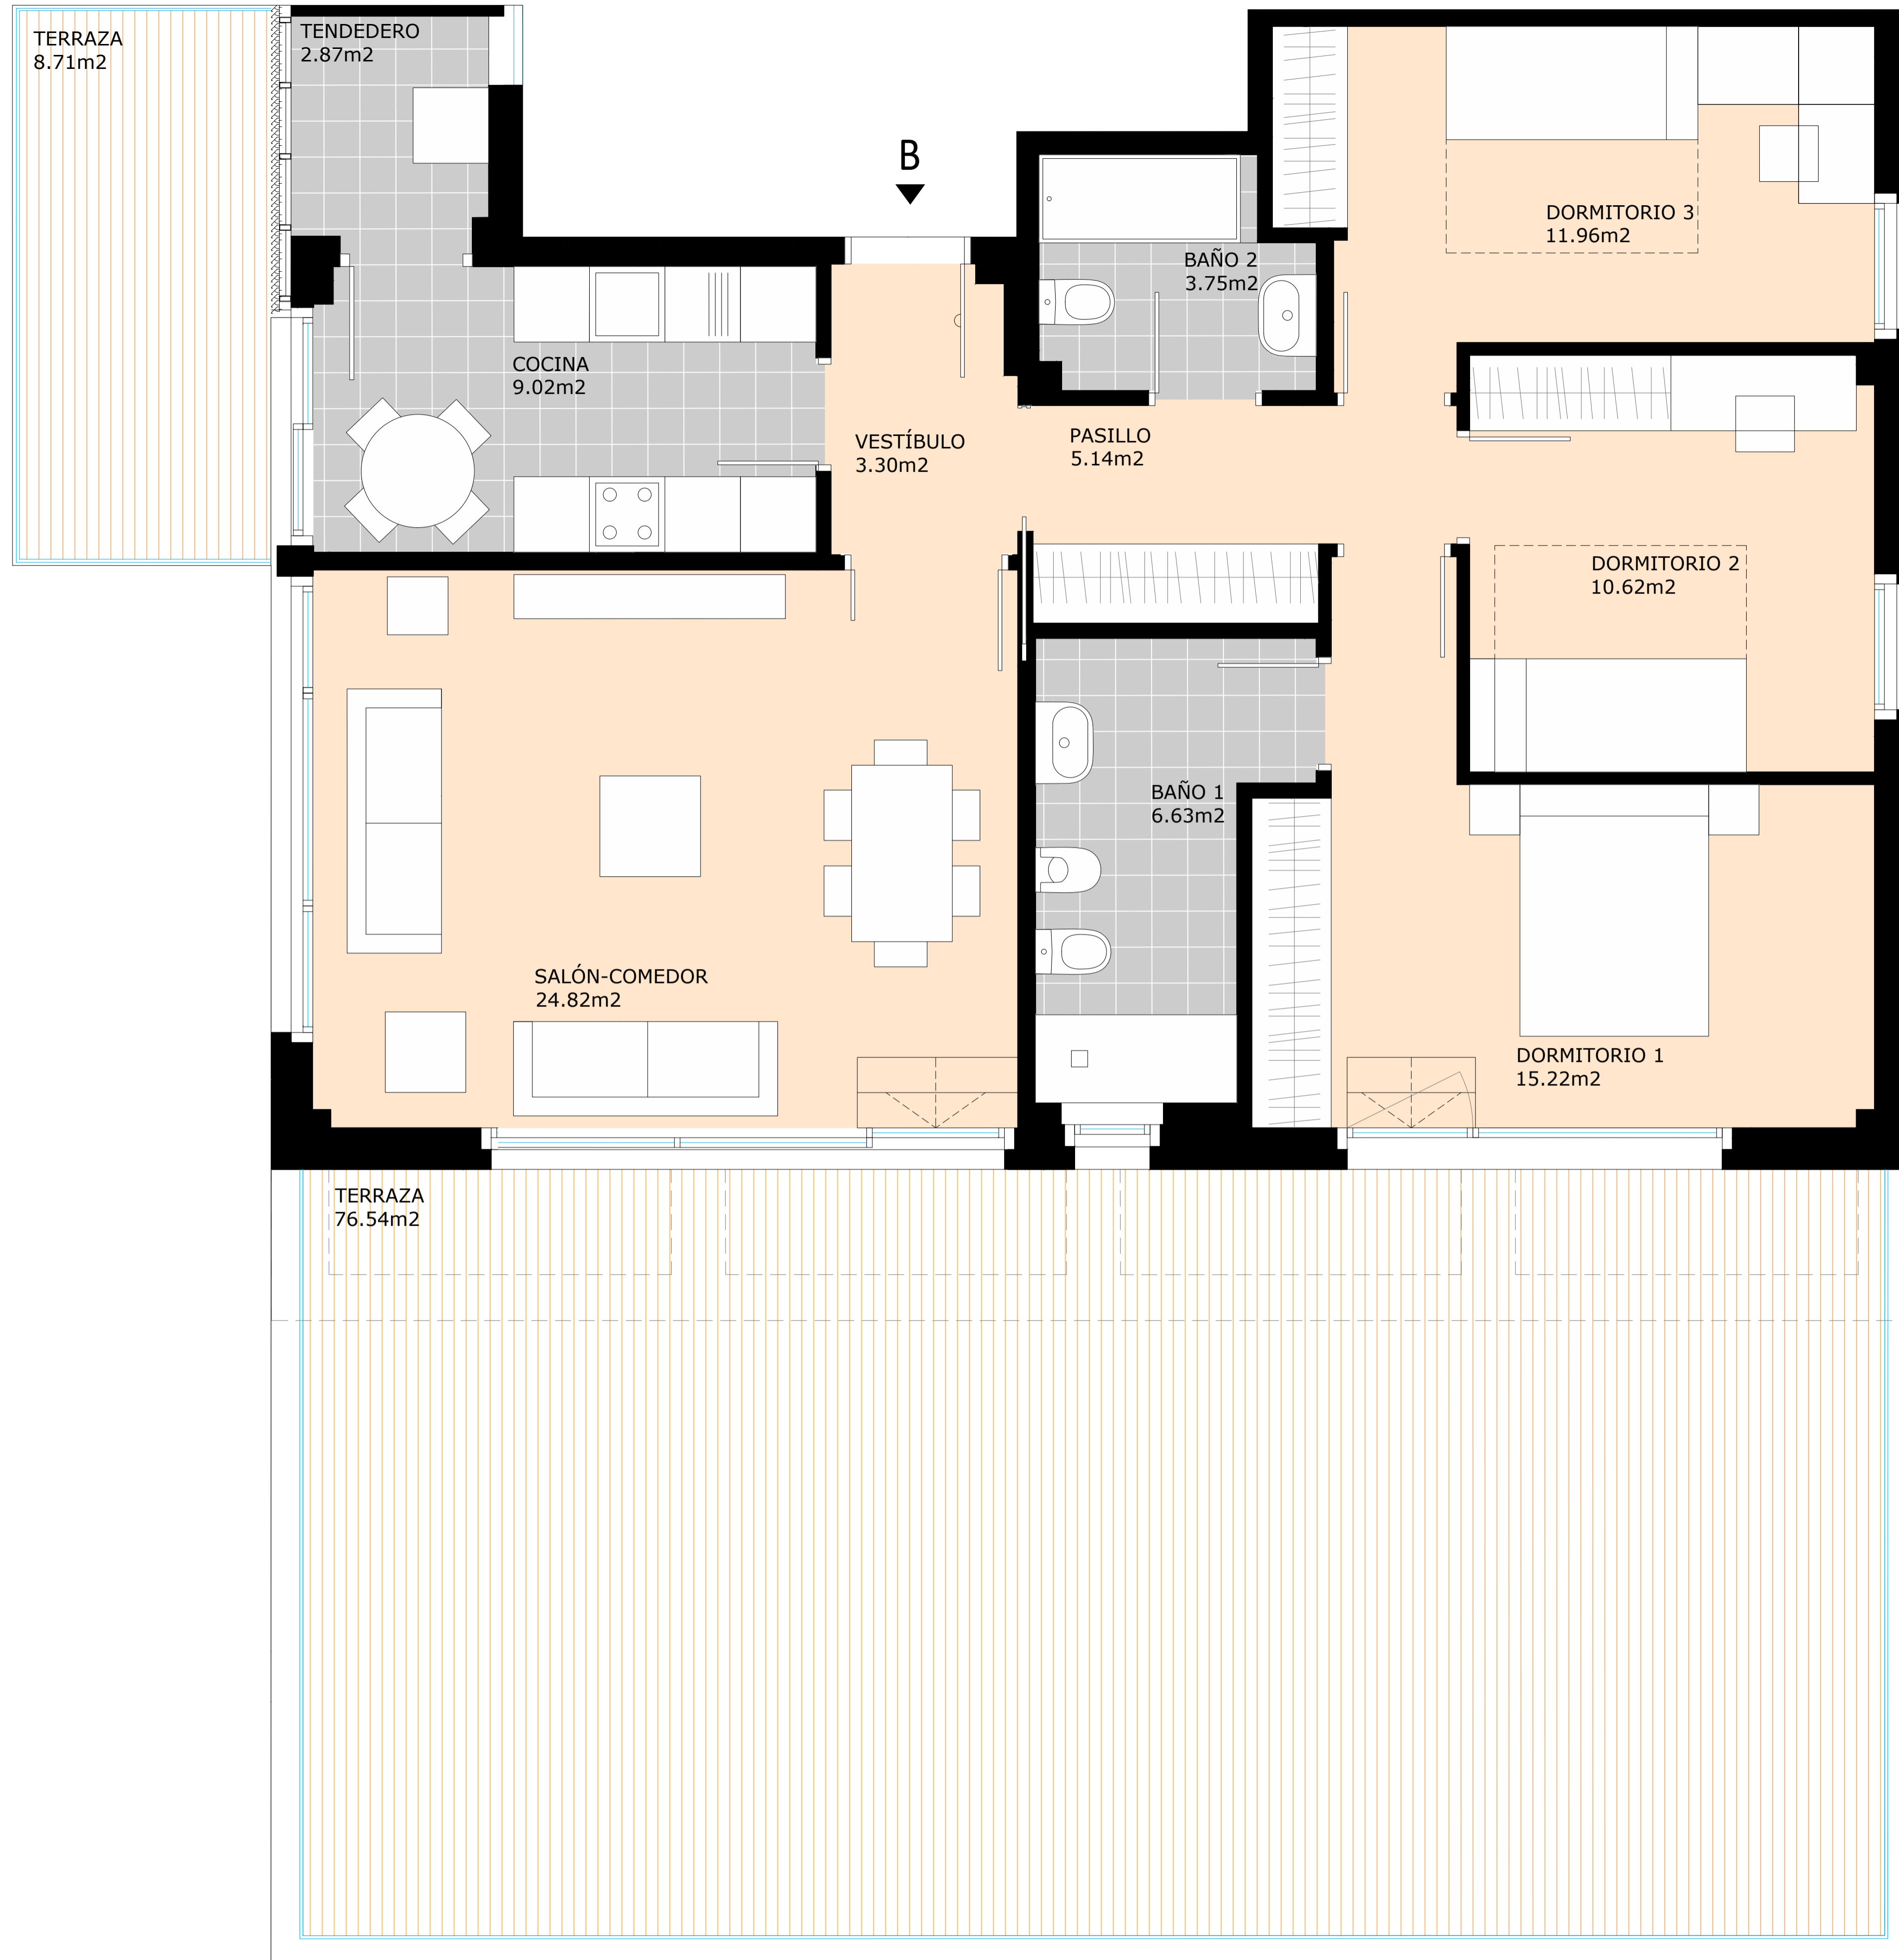 TERRAZA
8.71m2
TENDEDERO
2.87m2
B
DORMITORIO 3
11.96m2
BAÑO 2
3.75m2
COCINA
9.02m2
VESTÍBULO
3.30m2
PASILLO
5.14m2
DORMITORIO 2
10.62m2
BAÑO 1
6.63m2
SALÓN-COMEDOR
24.82m2
DORMITORIO 1
15.22m2
TERRAZA
76.54m2